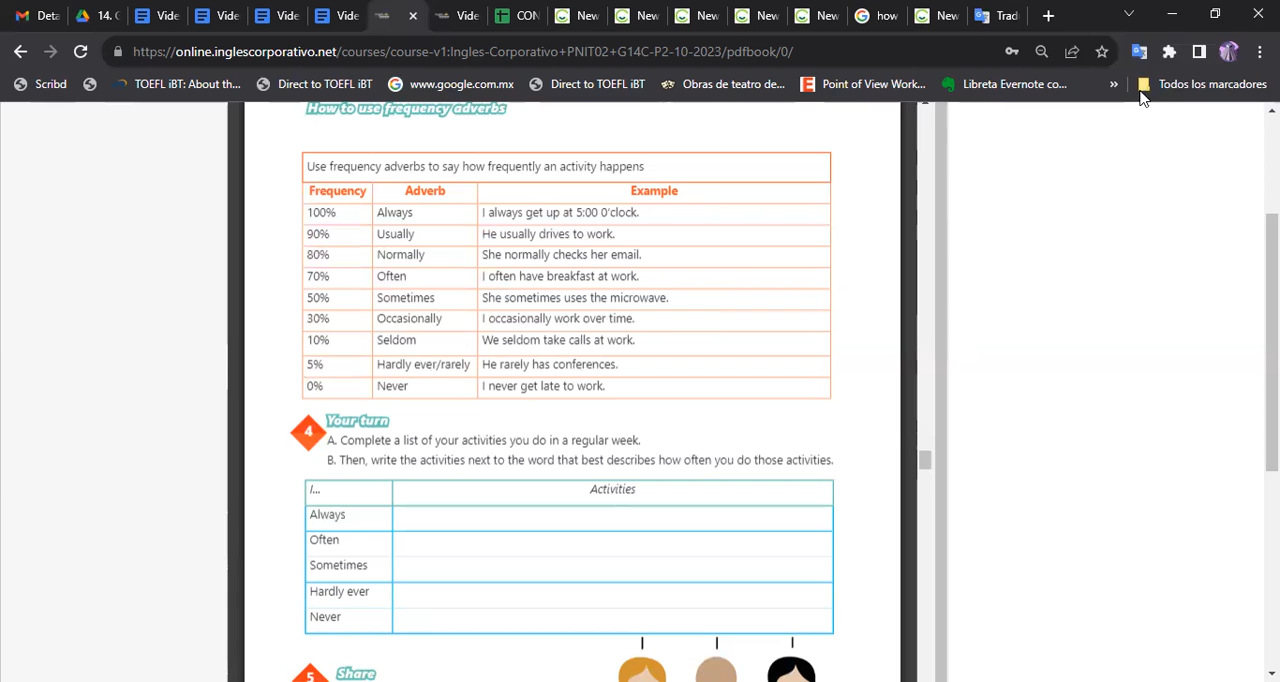 Deta
14. C
Vide
Vide
Vide
Vide
Vide
CON
New
New
New
New
New
how
New
Trad
https://online.inglescorporativo.net/courses/course-v1:Ingles-Corporativo+PNIT02+G14C-P2-10-2023/pdfbook/0/
Scribd
TOEFL iBT: About th...
Direct to TOEFL iBT
www.google.com.mx
Direct to TOEFL iBT
Obras de teatro de...
Point of View Work...
Libreta Evernote co...
»
Todos los marcadores
How to use frequency adverbs
Use frequency adverbs to say how frequently an activity happens
Frequency Adverb Example
100% Always I always get up at 5:00 0'clock.
90% Usually He usually drives to work.
80% Normally She normally checks her email.
70% Often I often have breakfast at work.
50% Sometimes She sometimes uses the microwave.
30% Occasionally I occasionally work over time.
10% Seldom We seldom take calls at work.
5% Hardly ever/rarely He rarely has conferences.
0% Never I never get late to work.
4 Your turn
A. Complete a list of your activities you do in a regular week.
B. Then, write the activities next to the word that best describes how often you do those activities.
I... Activities
Always
Often
Sometimes
Hardly ever
Never
5 Share